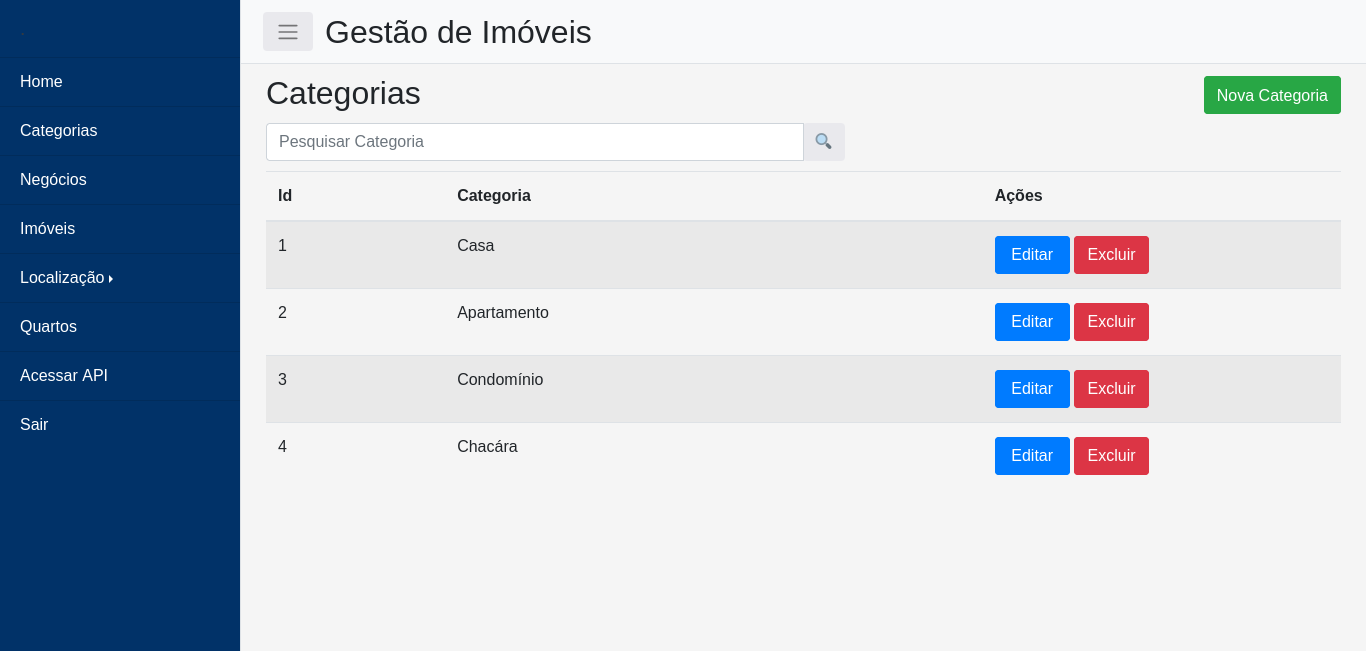 Gestão de Imóveis
Home
Categorias
Negócios
Imóveis
Localização
Quartos
Acessar API
Sair
Categorias
Nova Categoria
Pesquisar Categoria
Id Categoria Ações
1 Casa Editar Excluir
2 Apartamento Editar Excluir
3 Condomínio Editar Excluir
4 Chacára Editar Excluir